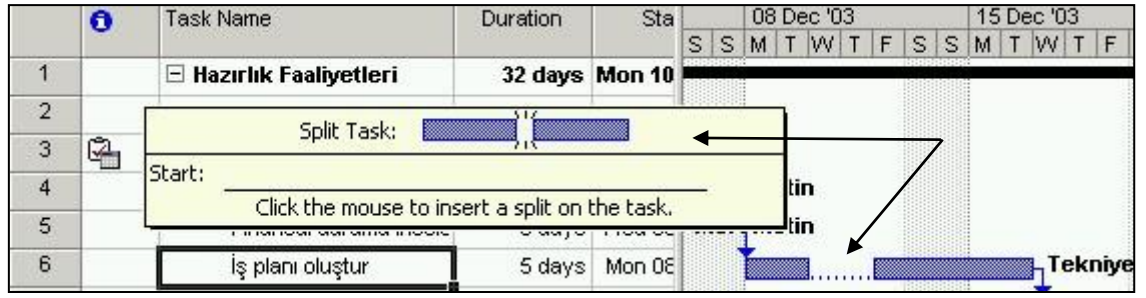 Task Name Duration Sta 08 Dec '03 15 Dec '03
S S M T W T F S S M T W T F
1 Hazırlık Faaliyetleri 32 days Mon 10
2
Split Task:
3
Start:
4 tin
Click the mouse to insert a split on the task.
5 tin
6 İş planı oluştur 5 days Mon 08 Tekniye